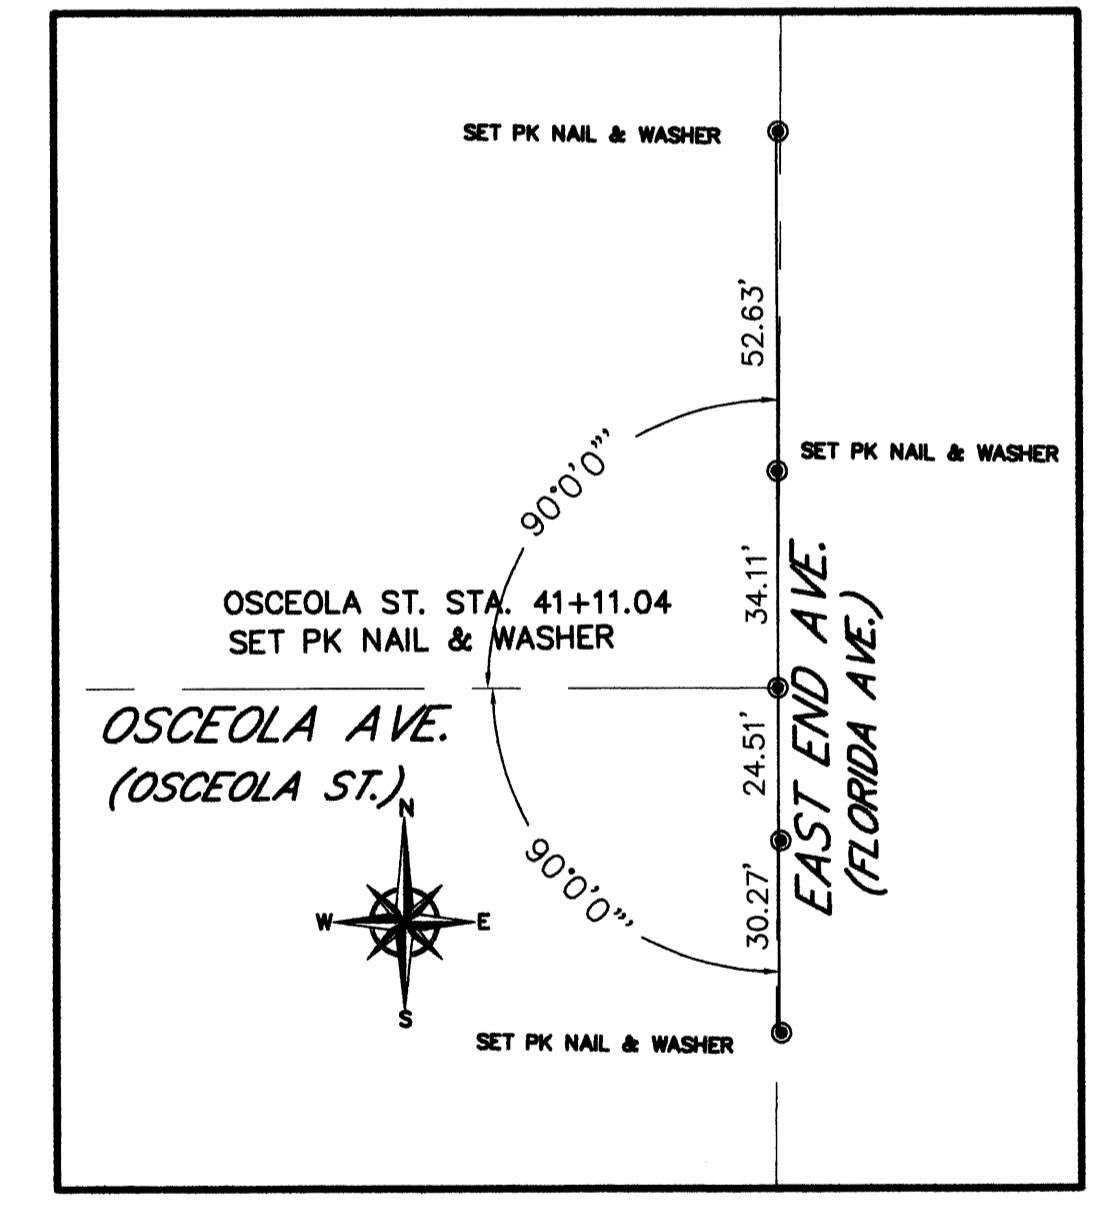 SET PK NAIL & WASHER
52.63'
SET PK NAIL & WASHER
90°0'0"'
34.11'
OSCEOLA ST. STA. 41+11.04
SET PK NAIL & WASHER
EAST END AVE.
(FLORIDA AVE.)
OSCEOLA AVE.
(OSCEOLA ST.)
24.51'
N
W
E
S
90°0'0"'
30.27'
SET PK NAIL & WASHER